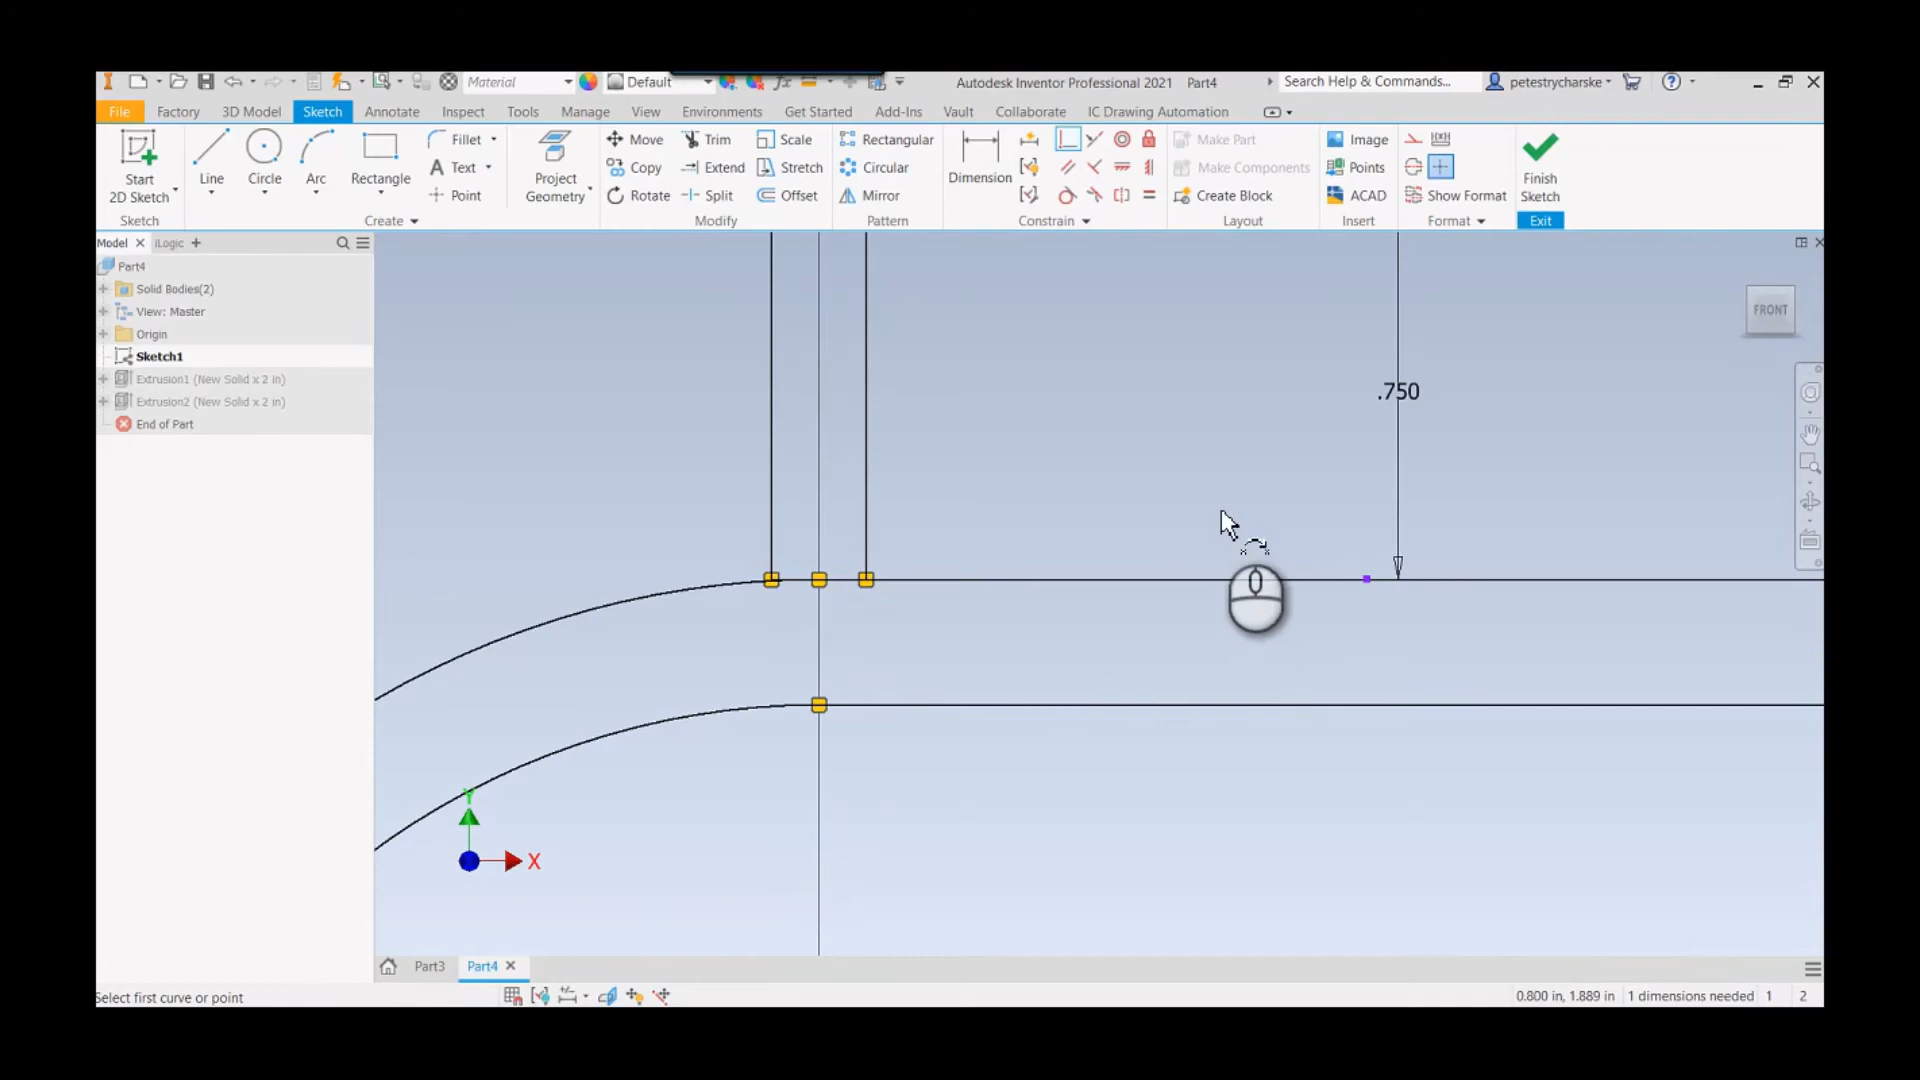 Material
Default
Autodesk Inventor Professional 2021 Part4
Search Help & Commands...
petestrycharske
File Factory 3D Model Sketch Annotate Inspect Tools Manage View Environments Get Started Add-Ins Vault Collaborate IC Drawing Automation
Start
2D Sketch
Line
Circle
Arc
Rectangle
Fillet
Text
Point
Project
Geometry
Move
Copy
Rotate
Trim
Extend
Split
Scale
Stretch
Offset
Rectangular
Circular
Mirror
Dimension
Make Part
Make Components
Create Block
Image
Points
ACAD
Show Format
Finish
Sketch
Sketch Create Modify Pattern Constrain Layout Insert Format Exit
Model iLogic
Part4
Solid Bodies(2)
View: Master
Origin
Sketch1
Extrusion1 (New Solid x 2 in)
Extrusion2 (New Solid x 2 in)
End of Part
FRONT
.750
Y
X
Part3 Part4
Select first curve or point
0.800 in, 1.889 in 1 dimensions needed 1 2